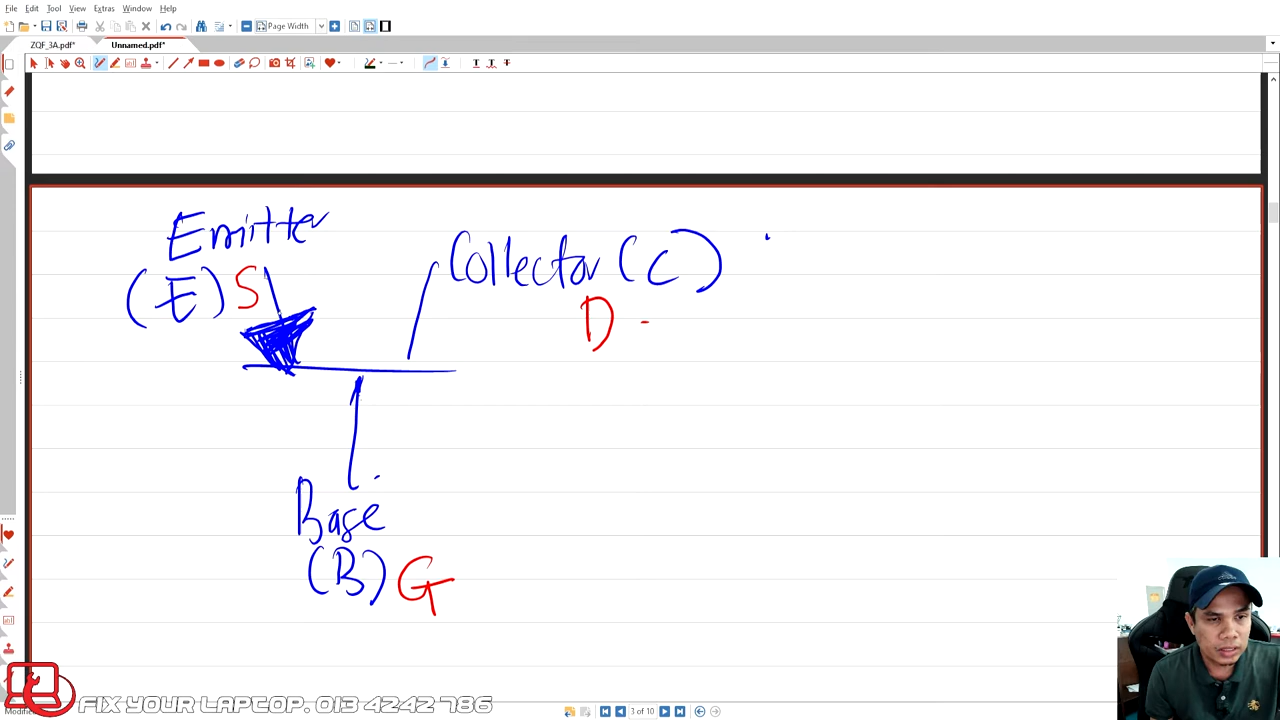 File Edit Tool View Extras Window Help
Page Width
ZQF_3A.pdf* Unnamed.pdf*
Emitter
(E) S
Collector (C)
D -
Base
(B) G
FIX YOUR LAPTOP. 013 4242 786
3 of 10